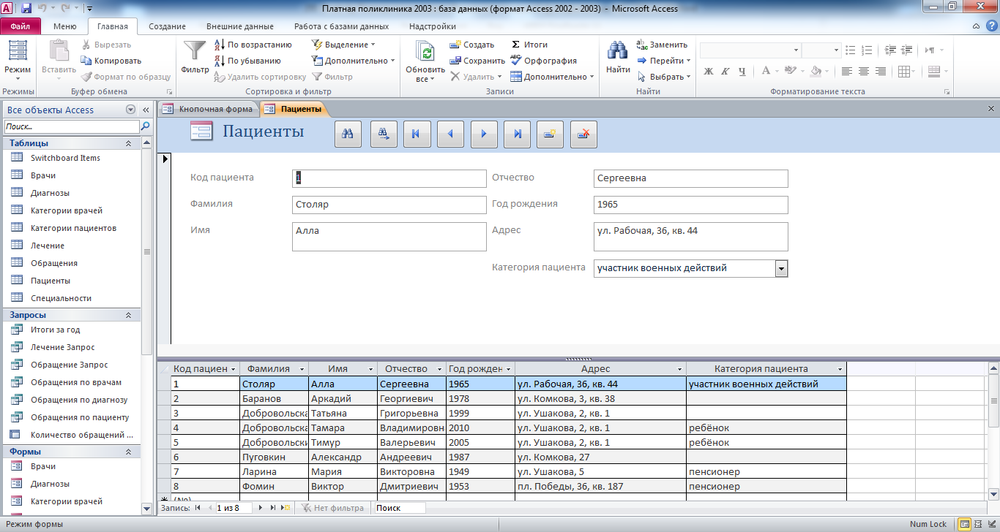 Платная поликлиника 2003 : база данных (формат Access 2002 - 2003) - Microsoft Access
Файл Меню Главная Создание Внешние данные Работа с базами данных Надстройки
Режим
Режимы
Вставить
Вырезать
Копировать
Формат по образцу
Буфер обмена
Фильтр
По возрастанию
По убыванию
Удалить сортировку
Выделение
Дополнительно
Фильтр
Сортировка и фильтр
Обновить все
Создать
Сохранить
Удалить
Итоги
Орфография
Дополнительно
Записи
Найти
Заменить
Перейти
Выбрать
Найти
Ж К Ч
Форматирование текста
Все объекты Access
Поиск...
Таблицы
Switchboard Items
Врачи
Диагнозы
Категории врачей
Категории пациентов
Лечение
Обращения
Пациенты
Специальности
Запросы
Итоги за год
Лечение Запрос
Обращение Запрос
Обращения по врачам
Обращения по диагнозу
Обращения по пациенту
Количество обращений ...
Формы
Врачи
Диагнозы
Категории врачей
Кнопочная форма Пациенты
Пациенты
Код пациента 1
Фамилия Столяр
Имя Алла
Отчество Сергеевна
Год рождения 1965
Адрес ул. Рабочая, 36, кв. 44
Категория пациента участник военных действий
Код пациен Фамилия Имя Отчество Год рожден Адрес Категория пациента
1 Столяр Алла Сергеевна 1965 ул. Рабочая, 36, кв. 44 участник военных действий
2 Баранов Аркадий Георгиевич 1978 ул. Комкова, 3, кв. 38
3 Добровольска Татьяна Григорьевна 1999 ул. Ушакова, 2, кв. 1
4 Добровольска Тамара Владимировн 2010 ул. Ушакова, 2, кв. 1 ребёнок
5 Добровольски Тимур Валерьевич 2005 ул. Ушакова, 2, кв. 1 ребёнок
6 Пуговкин Александр Андреевич 1987 ул. Комкова, 27
7 Ларина Мария Викторовна 1949 ул. Ушакова, 5 пенсионер
8 Фомин Виктор Дмитриевич 1953 пл. Победы, 36, кв. 187 пенсионер
(№)
Запись: 1 из 8 Нет фильтра Поиск
Режим формы Num Lock